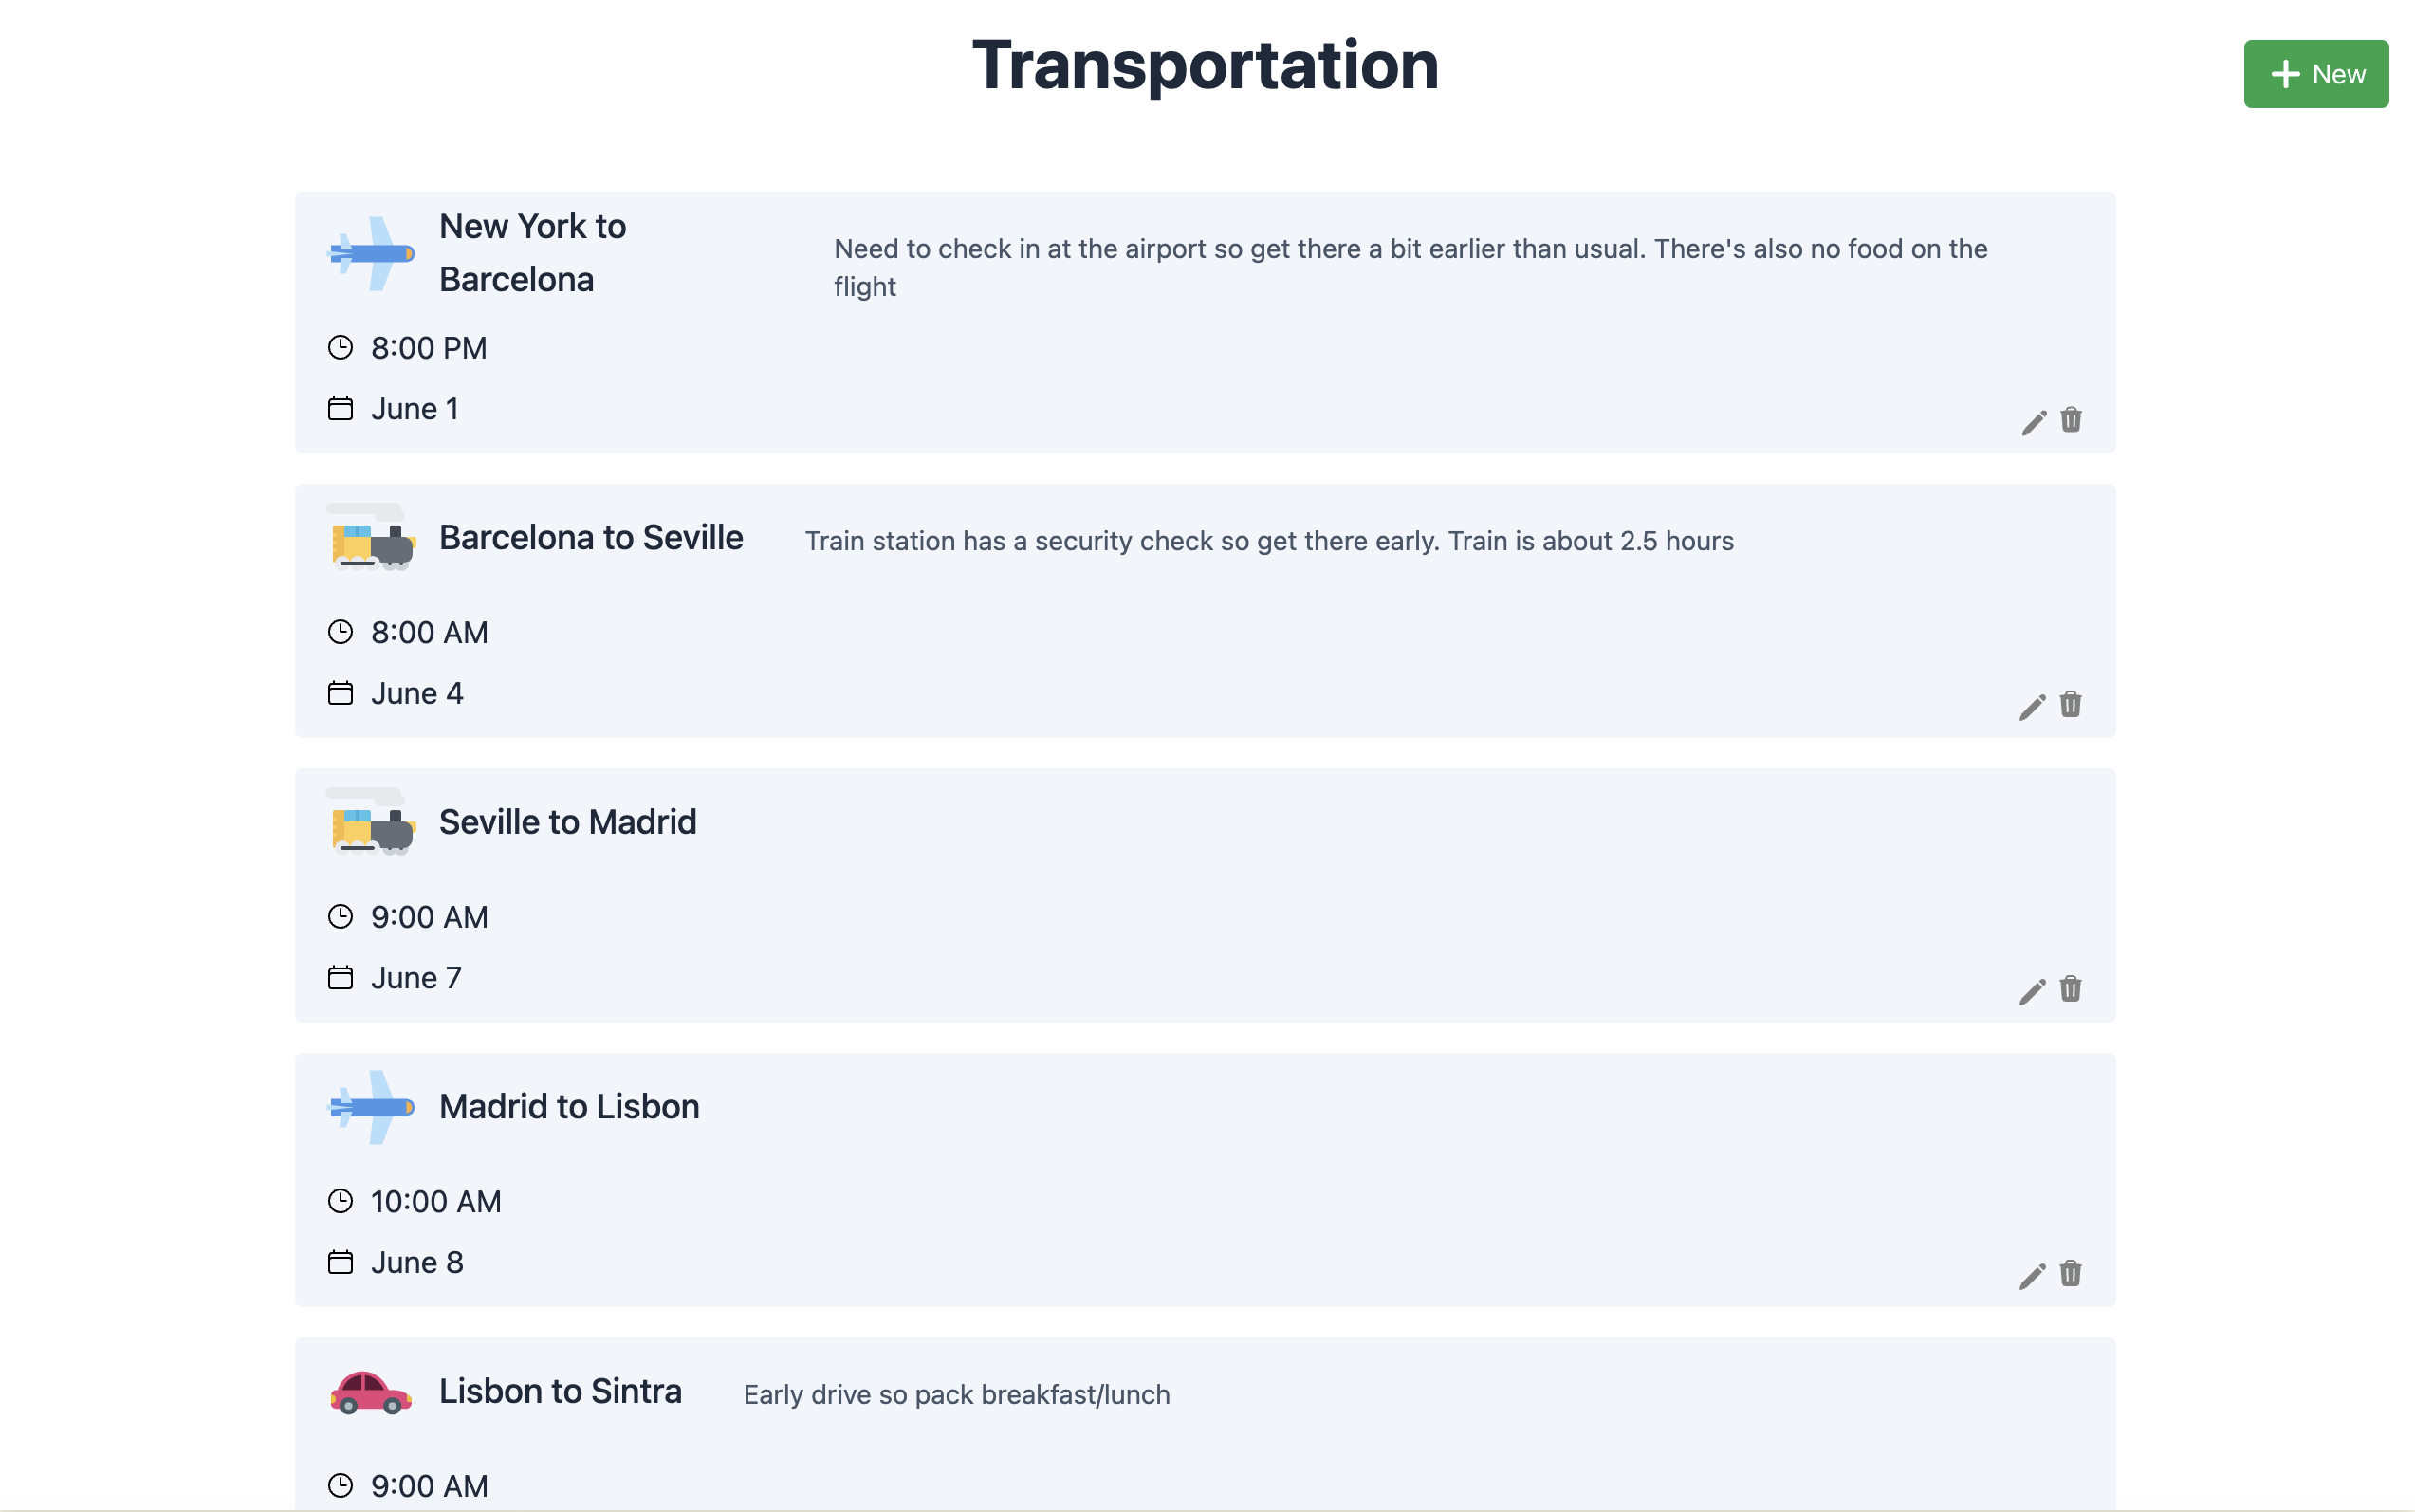 Transportation
New
New York to
Barcelona
Need to check in at the airport so get there a bit earlier than usual. There's also no food on the
flight
8:00 PM
June 1
Barcelona to Seville
Train station has a security check so get there early. Train is about 2.5 hours
8:00 AM
June 4
Seville to Madrid
9:00 AM
June 7
Madrid to Lisbon
10:00 AM
June 8
Lisbon to Sintra
Early drive so pack breakfast/lunch
9:00 AM